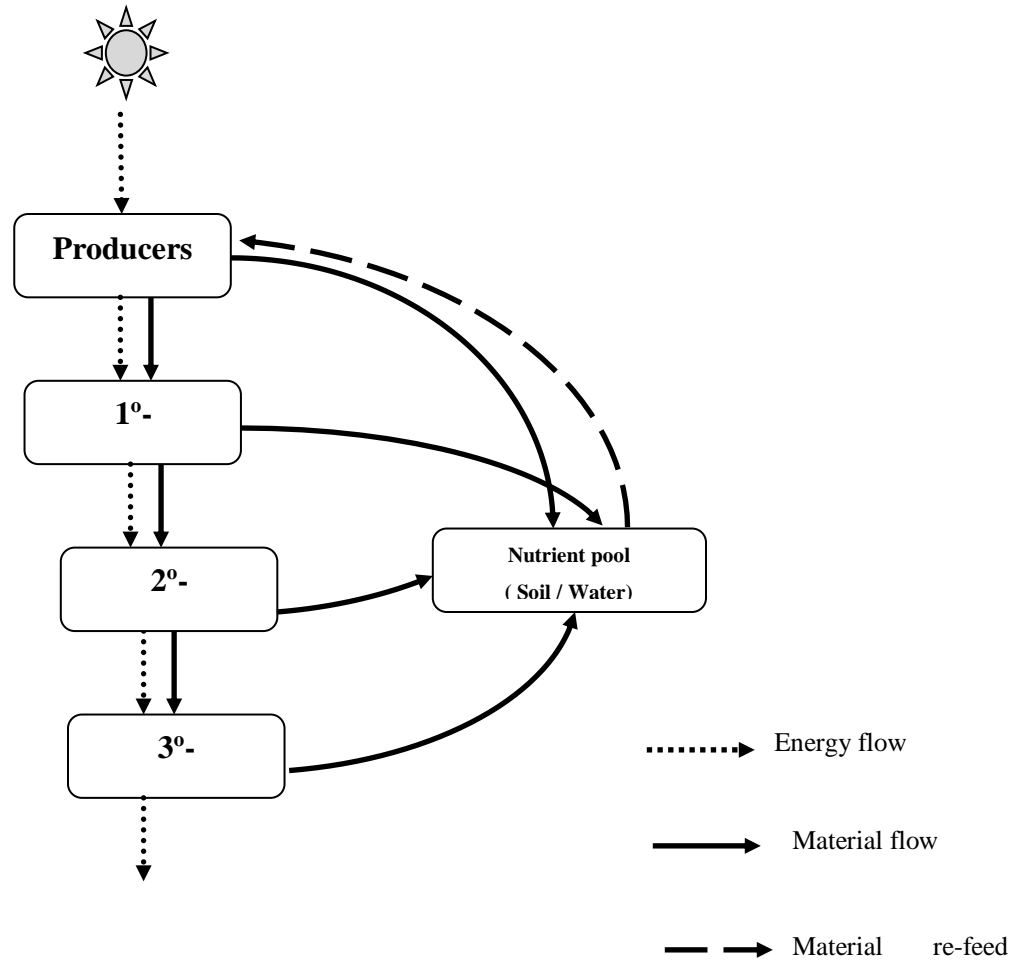 Producers
1º-
2º-
Nutrient pool
( Soil / Water)
3º-
Energy flow
Material flow
Material re-feed